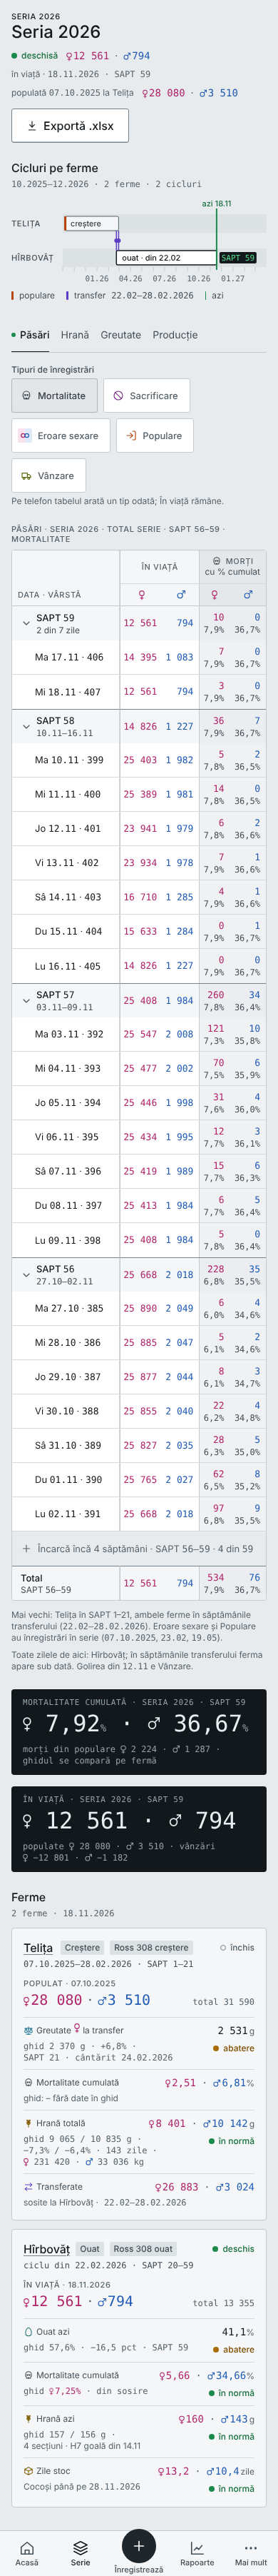 SERIA 2026
Seria 2026
deschisă ♀12 561 · ♂794
în viață · 18.11.2026 · SAPT 59
populată 07.10.2025 la Telița ♀28 080 · ♂3 510
Exportă .xlsx
Cicluri pe ferme
10.2025–12.2026 · 2 ferme · 2 cicluri
azi 18.11
TELIȚA creștere
HÎRBOVĂȚ ouat · din 22.02 SAPT 59
01.26 04.26 07.26 10.26 01.27
populare transfer 22.02–28.02.2026 azi
Păsări Hrană Greutate Producție
Tipuri de înregistrări
Mortalitate Sacrificare
Eroare sexare Populare
Vânzare
Pe telefon tabelul arată un tip odată; În viață rămâne.
PĂSĂRI · SERIA 2026 · TOTAL SERIE · SAPT 56–59 ·
MORTALITATE
DATA · VÂRSTĂ ÎN VIAȚĂ MORȚI
cu % cumulat
♀ ♂ ♀ ♂
SAPT 59 12 561 794 10 0
2 din 7 zile 7,9% 36,7%
Ma 17.11 · 406 14 395 1 083 7 0
7,9% 36,7%
Mi 18.11 · 407 12 561 794 3 0
7,9% 36,7%
SAPT 58 14 826 1 227 36 7
10.11–16.11 7,9% 36,7%
Ma 10.11 · 399 25 403 1 982 5 2
7,8% 36,5%
Mi 11.11 · 400 25 389 1 981 14 0
7,8% 36,5%
Jo 12.11 · 401 23 941 1 979 6 2
7,8% 36,6%
Vi 13.11 · 402 23 934 1 978 7 1
7,9% 36,6%
Sâ 14.11 · 403 16 710 1 285 4 1
7,9% 36,6%
Du 15.11 · 404 15 633 1 284 0 1
7,9% 36,7%
Lu 16.11 · 405 14 826 1 227 0 0
7,9% 36,7%
SAPT 57 25 408 1 984 260 34
03.11–09.11 7,8% 36,4%
Ma 03.11 · 392 25 547 2 008 121 10
7,3% 35,8%
Mi 04.11 · 393 25 477 2 002 70 6
7,5% 35,9%
Jo 05.11 · 394 25 446 1 998 31 4
7,6% 36,0%
Vi 06.11 · 395 25 434 1 995 12 3
7,7% 36,1%
Sâ 07.11 · 396 25 419 1 989 15 6
7,7% 36,3%
Du 08.11 · 397 25 413 1 984 6 5
7,7% 36,4%
Lu 09.11 · 398 25 408 1 984 5 0
7,8% 36,4%
SAPT 56 25 668 2 018 228 35
27.10–02.11 6,8% 35,5%
Ma 27.10 · 385 25 890 2 049 6 4
6,0% 34,6%
Mi 28.10 · 386 25 885 2 047 5 2
6,1% 34,6%
Jo 29.10 · 387 25 877 2 044 8 3
6,1% 34,7%
Vi 30.10 · 388 25 855 2 040 22 4
6,2% 34,8%
Sâ 31.10 · 389 25 827 2 035 28 5
6,3% 35,0%
Du 01.11 · 390 25 765 2 027 62 8
6,5% 35,2%
Lu 02.11 · 391 25 668 2 018 97 9
6,8% 35,5%
+ Încarcă încă 4 săptămâni · SAPT 56–59 · 4 din 59
Total 12 561 794 534 76
SAPT 56–59 7,9% 36,7%
Mai vechi: Telița în SAPT 1–21, ambele ferme în săptămânile
transferului (22.02–28.02.2026). Eroare sexare și Populare
au înregistrări în serie (07.10.2025, 23.02, 19.05).
Toate zilele de aici: Hîrbovăț; în săptămânile transferului ferma
apare sub dată. Golirea din 12.11 e Vânzare.
MORTALITATE CUMULATĂ · SERIA 2026 · SAPT 59
♀ 7,92% · ♂ 36,67%
morți din populare ♀ 2 224 · ♂ 1 287 ·
ghidul se compară pe fermă
ÎN VIAȚĂ · SERIA 2026 · SAPT 59
♀ 12 561 · ♂ 794
populate ♀ 28 080 · ♂ 3 510 · vânzări
♀ −12 801 · ♂ −1 182
Ferme
2 ferme · 18.11.2026
Telița Creștere Ross 308 creștere închis
07.10.2025–28.02.2026 · SAPT 1–21
POPULAT · 07.10.2025
♀28 080 · ♂3 510 total 31 590
Greutate ♀ la transfer 2 531 g
ghid 2 370 g · +6,8% · abatere
SAPT 21 · cântărit 24.02.2026
Mortalitate cumulată ♀2,51 · ♂6,81%
ghid: – fără date în ghid
Hrană totală ♀8 401 · ♂10 142 g
ghid 9 065 / 10 835 g · în normă
−7,3% / −6,4% · 143 zile ·
♀ 231 420 · ♂ 33 036 kg
Transferate ♀26 883 · ♂3 024
sosite la Hîrbovăț · 22.02–28.02.2026
Hîrbovăț Ouat Ross 308 ouat deschis
ciclu din 22.02.2026 · SAPT 20–59
ÎN VIAȚĂ · 18.11.2026
♀12 561 · ♂794 total 13 355
Ouat azi 41,1%
ghid 57,6% · −16,5 pct · SAPT 59 abatere
Mortalitate cumulată ♀5,66 · ♂34,66%
ghid ♀7,25% · din sosire în normă
Hrană azi ♀160 · ♂143 g
ghid 157 / 156 g · în normă
4 secțiuni · H7 goală din 14.11
Zile stoc ♀13,2 · ♂10,4 zile
Cocoși până pe 28.11.2026 în normă
Acasă Serie Înregistrează Rapoarte Mai mult